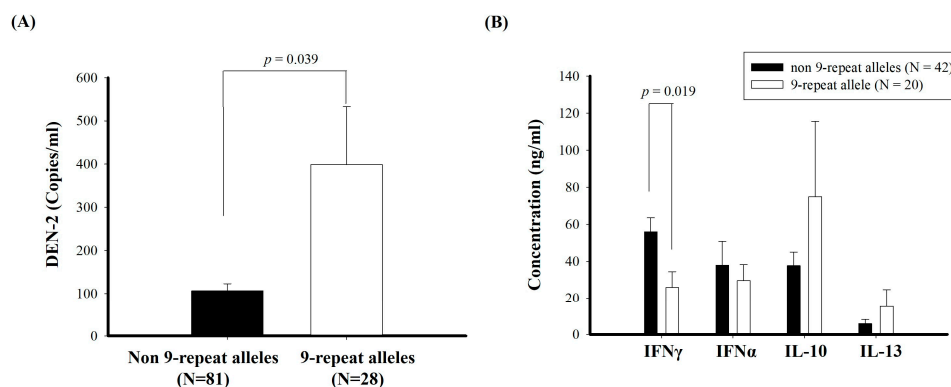 (A)
p = 0.039
600
500
400
300
200
100
0
DEN-2 (Copies/ml)
Non 9-repeat alleles
(N=81)
9-repeat alleles
(N=28)
(B)
non 9-repeat alleles (N = 42)
9-repeat allele (N = 20)
p = 0.019
140
120
100
80
60
40
20
0
Concentration (ng/ml)
IFNγ IFNα IL-10 IL-13